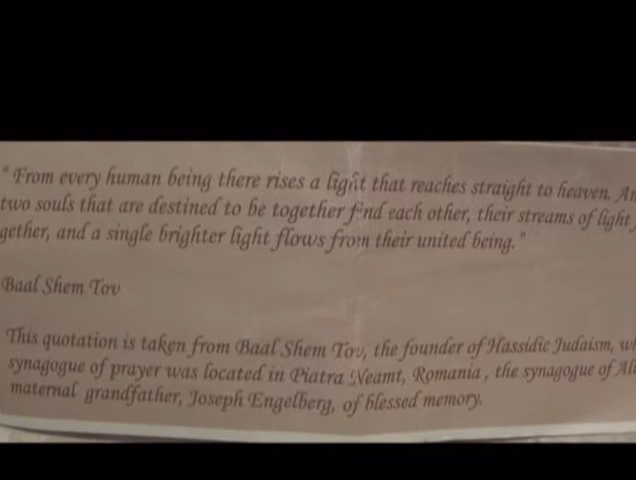 "From every human being there rises a light that reaches straight to heaven. An
two souls that are destined to be together find each other, their streams of light
gether, and a single brighter light flows from their united being."
Baal Shem Tov
This quotation is taken from Baal Shem Tov, the founder of Hassidic Judaism, wh
synagogue of prayer was located in Piatra Neamt, Romania, the synagogue of Al
maternal grandfather, Joseph Engelberg, of blessed memory.